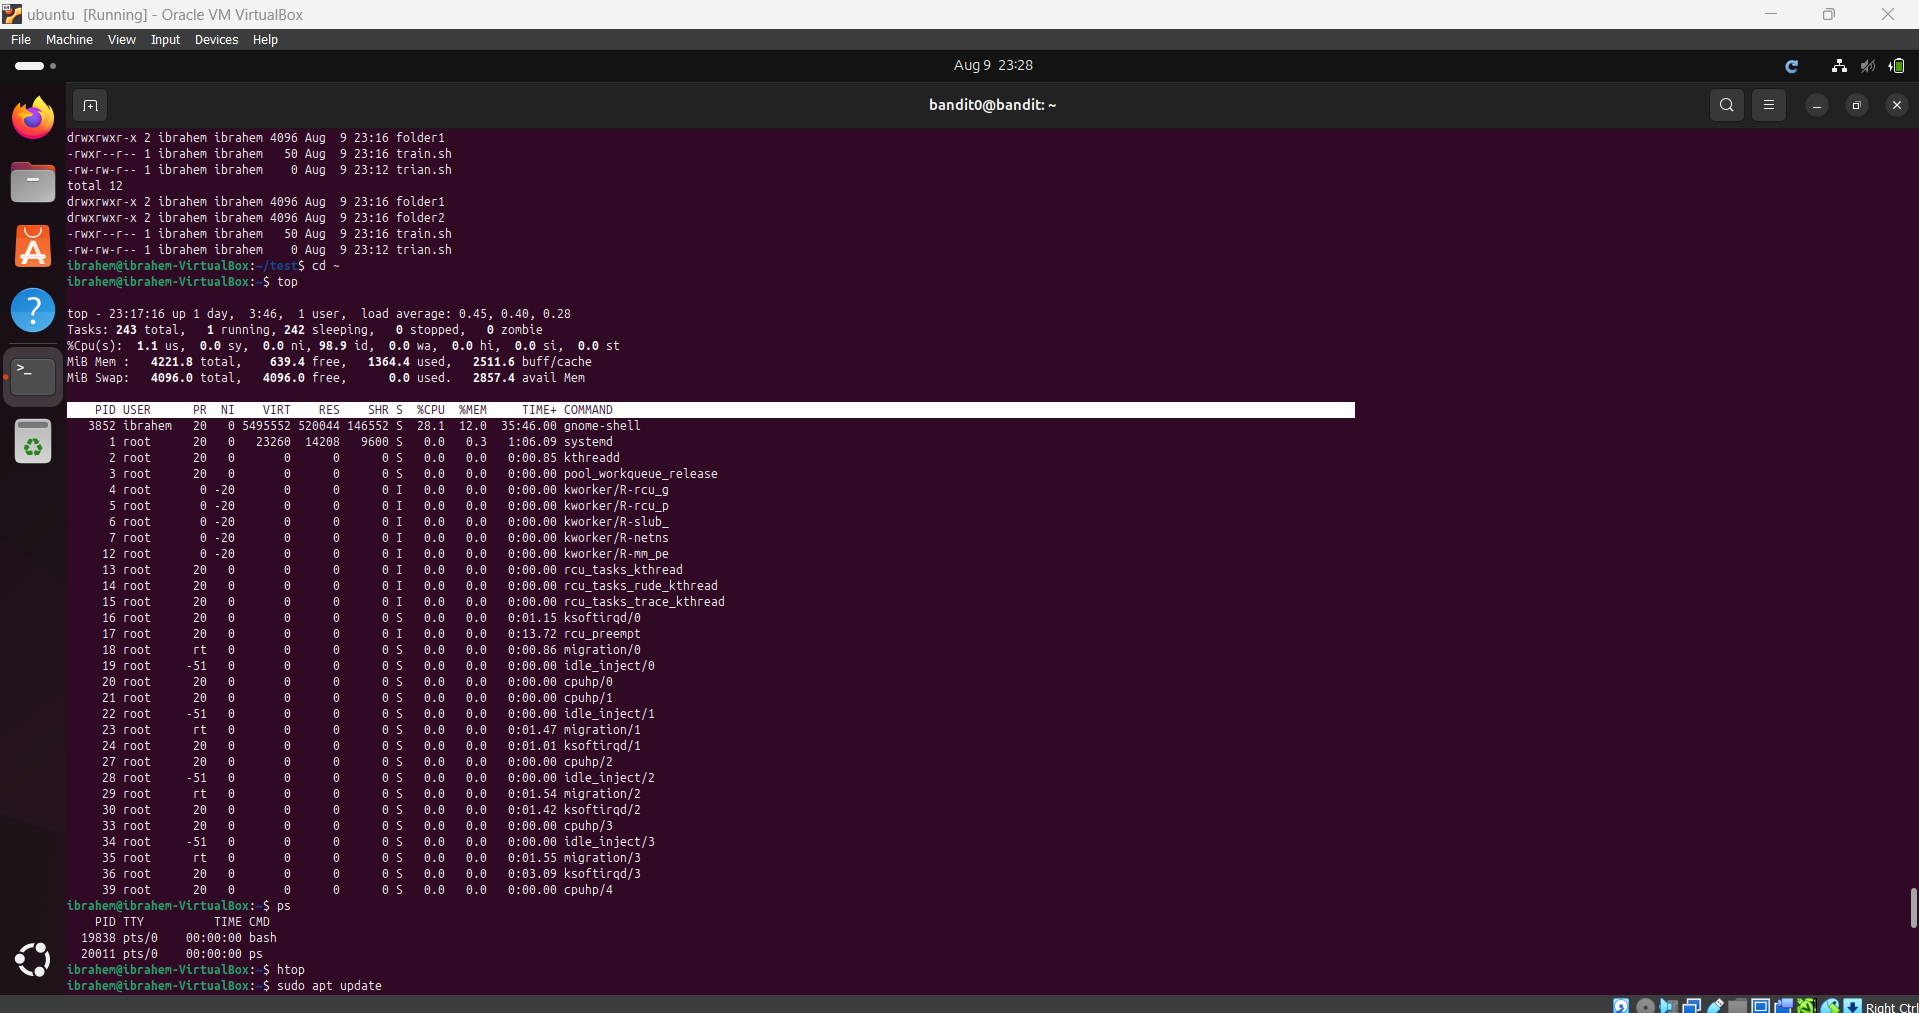 ubuntu [Running] - Oracle VM VirtualBox
File Machine View Input Devices Help
Aug 9 23:28
bandit0@bandit: ~
drwxrwxr-x 2 ibrahem ibrahem 4096 Aug  9 23:16 folder1
-rwxr--r-- 1 ibrahem ibrahem   50 Aug  9 23:16 train.sh
-rw-rw-r-- 1 ibrahem ibrahem    0 Aug  9 23:12 trian.sh
total 12
drwxrwxr-x 2 ibrahem ibrahem 4096 Aug  9 23:16 folder1
drwxrwxr-x 2 ibrahem ibrahem 4096 Aug  9 23:16 folder2
-rwxr--r-- 1 ibrahem ibrahem   50 Aug  9 23:16 train.sh
-rw-rw-r-- 1 ibrahem ibrahem    0 Aug  9 23:12 trian.sh
ibrahem@ibrahem-VirtualBox:~/test$ cd ~
ibrahem@ibrahem-VirtualBox:~$ top
top - 23:17:16 up 1 day,  3:46,  1 user,  load average: 0.45, 0.40, 0.28
Tasks: 243 total,   1 running, 242 sleeping,   0 stopped,   0 zombie
%Cpu(s):  1.1 us,  0.0 sy,  0.0 ni, 98.9 id,  0.0 wa,  0.0 hi,  0.0 si,  0.0 st
MiB Mem :   4221.8 total,    639.4 free,   1364.4 used,   2511.6 buff/cache
MiB Swap:   4096.0 total,   4096.0 free,      0.0 used.   2857.4 avail Mem
PID USER      PR  NI    VIRT    RES    SHR S  %CPU  %MEM     TIME+ COMMAND
3852 ibrahem   20   0 5495552 520044 146552 S  28.1  12.0  35:46.00 gnome-shell
1 root      20   0   23260  14208   9600 S   0.0   0.3   1:06.09 systemd
2 root      20   0       0      0      0 S   0.0   0.0   0:00.85 kthreadd
3 root      20   0       0      0      0 S   0.0   0.0   0:00.00 pool_workqueue_release
4 root       0 -20       0      0      0 I   0.0   0.0   0:00.00 kworker/R-rcu_g
5 root       0 -20       0      0      0 I   0.0   0.0   0:00.00 kworker/R-rcu_p
6 root       0 -20       0      0      0 I   0.0   0.0   0:00.00 kworker/R-slub_
7 root       0 -20       0      0      0 I   0.0   0.0   0:00.00 kworker/R-netns
12 root       0 -20       0      0      0 I   0.0   0.0   0:00.00 kworker/R-mm_pe
13 root      20   0       0      0      0 I   0.0   0.0   0:00.00 rcu_tasks_kthread
14 root      20   0       0      0      0 I   0.0   0.0   0:00.00 rcu_tasks_rude_kthread
15 root      20   0       0      0      0 I   0.0   0.0   0:00.00 rcu_tasks_trace_kthread
16 root      20   0       0      0      0 S   0.0   0.0   0:01.15 ksoftirqd/0
17 root      20   0       0      0      0 I   0.0   0.0   0:13.72 rcu_preempt
18 root      rt   0       0      0      0 S   0.0   0.0   0:00.86 migration/0
19 root     -51   0       0      0      0 S   0.0   0.0   0:00.00 idle_inject/0
20 root      20   0       0      0      0 S   0.0   0.0   0:00.00 cpuhp/0
21 root      20   0       0      0      0 S   0.0   0.0   0:00.00 cpuhp/1
22 root     -51   0       0      0      0 S   0.0   0.0   0:00.00 idle_inject/1
23 root      rt   0       0      0      0 S   0.0   0.0   0:01.47 migration/1
24 root      20   0       0      0      0 S   0.0   0.0   0:01.01 ksoftirqd/1
27 root      20   0       0      0      0 S   0.0   0.0   0:00.00 cpuhp/2
28 root     -51   0       0      0      0 S   0.0   0.0   0:00.00 idle_inject/2
29 root      rt   0       0      0      0 S   0.0   0.0   0:01.54 migration/2
30 root      20   0       0      0      0 S   0.0   0.0   0:01.42 ksoftirqd/2
33 root      20   0       0      0      0 S   0.0   0.0   0:00.00 cpuhp/3
34 root     -51   0       0      0      0 S   0.0   0.0   0:00.00 idle_inject/3
35 root      rt   0       0      0      0 S   0.0   0.0   0:01.55 migration/3
36 root      20   0       0      0      0 S   0.0   0.0   0:03.09 ksoftirqd/3
39 root      20   0       0      0      0 S   0.0   0.0   0:00.00 cpuhp/4
ibrahem@ibrahem-VirtualBox:~$ ps
PID TTY          TIME CMD
19838 pts/0    00:00:00 bash
20011 pts/0    00:00:00 ps
ibrahem@ibrahem-VirtualBox:~$ htop
ibrahem@ibrahem-VirtualBox:~$ sudo apt update
Right Ctrl